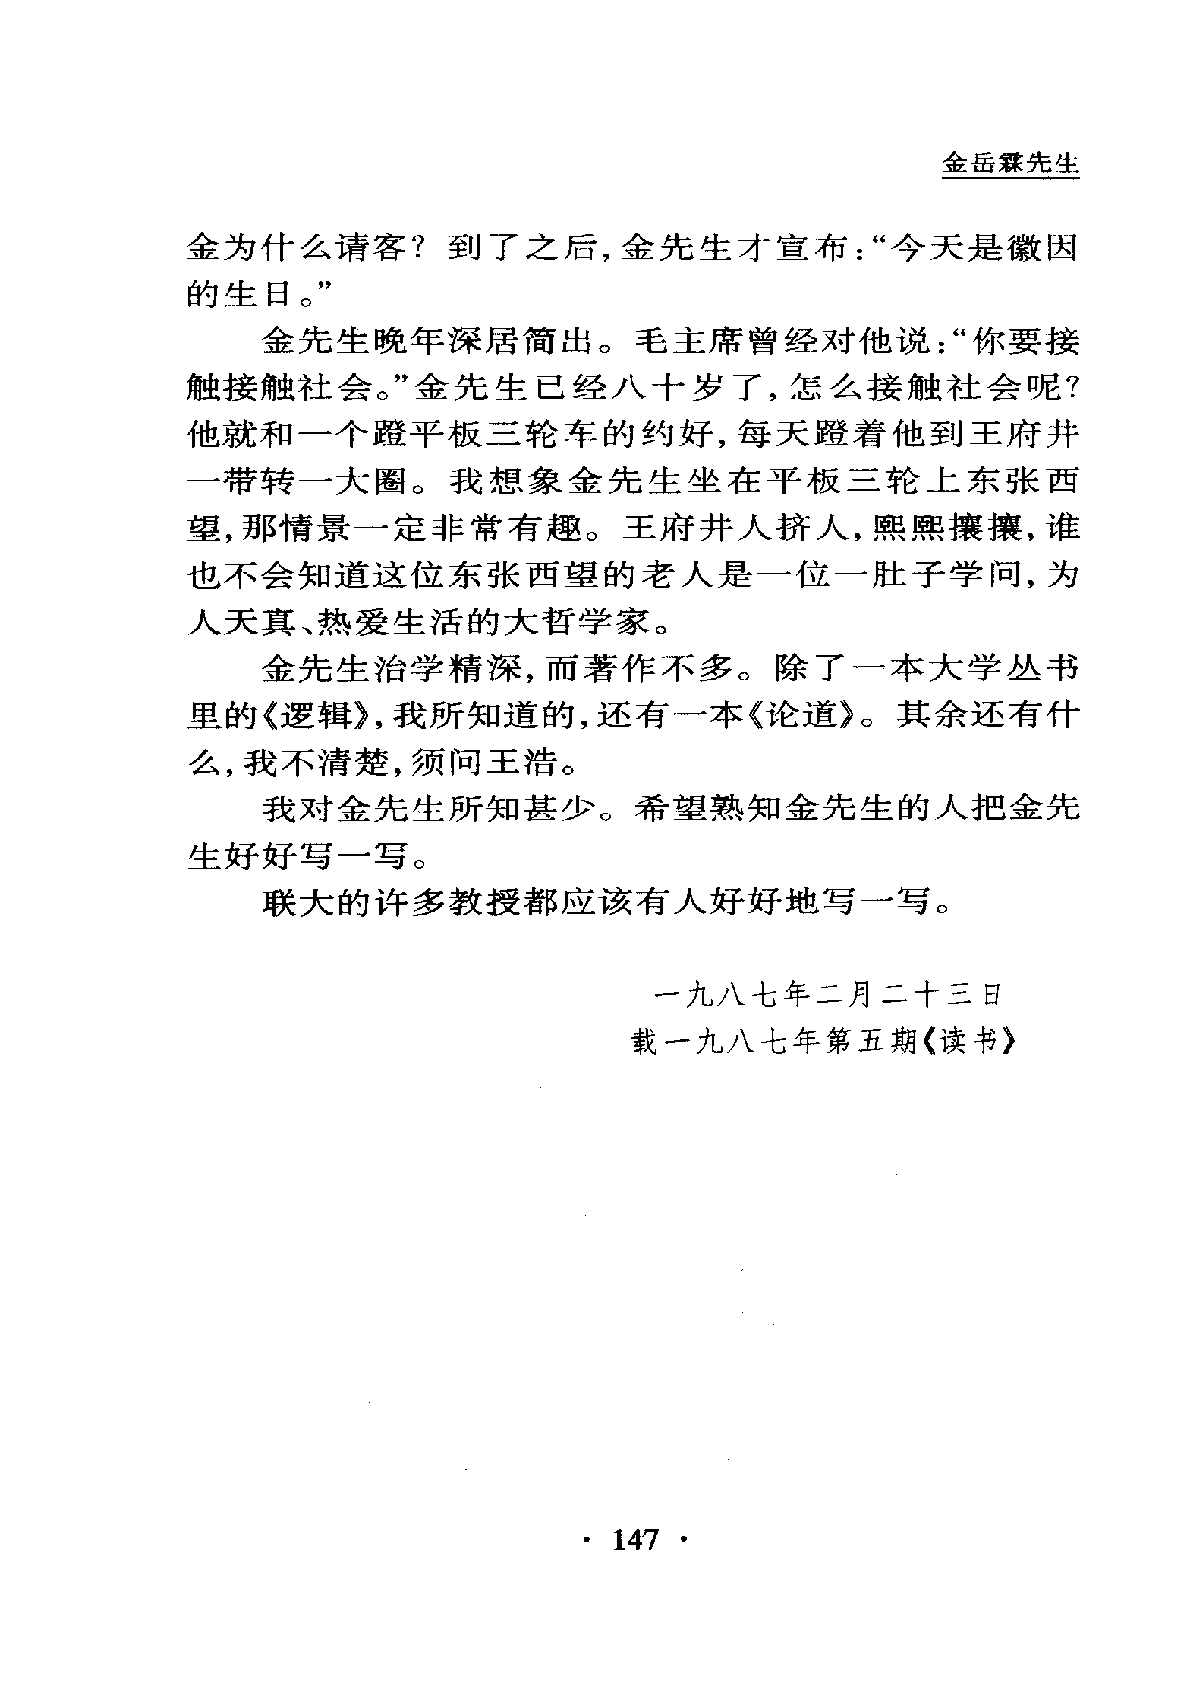 金岳霖先生
金为什么请客？到了之后，金先生才宣布：“今天是徽因
的生日。”
金先生晚年深居简出。毛主席曾经对他说：“你要接
触接触社会。”金先生已经八十岁了，怎么接触社会呢？
他就和一个蹬平板三轮车的约好，每天蹬着他到王府井
一带转一大圈。我想象金先生坐在平板三轮上东张西
望，那情景一定非常有趣。王府井人挤人，熙熙攘攘，谁
也不会知道这位东张西望的老人是一位一肚子学问，为
人天真、热爱生活的大哲学家。
金先生治学精深，而著作不多。除了一本大学丛书
里的《逻辑》，我所知道的，还有一本《论道》。其余还有什
么，我不清楚，须问王浩。
我对金先生所知甚少。希望熟知金先生的人把金先
生好好写一写。
联大的许多教授都应该有人好好地写一写。
一九八七年二月二十三日
载一九八七年第五期《读书》
· 147 ·